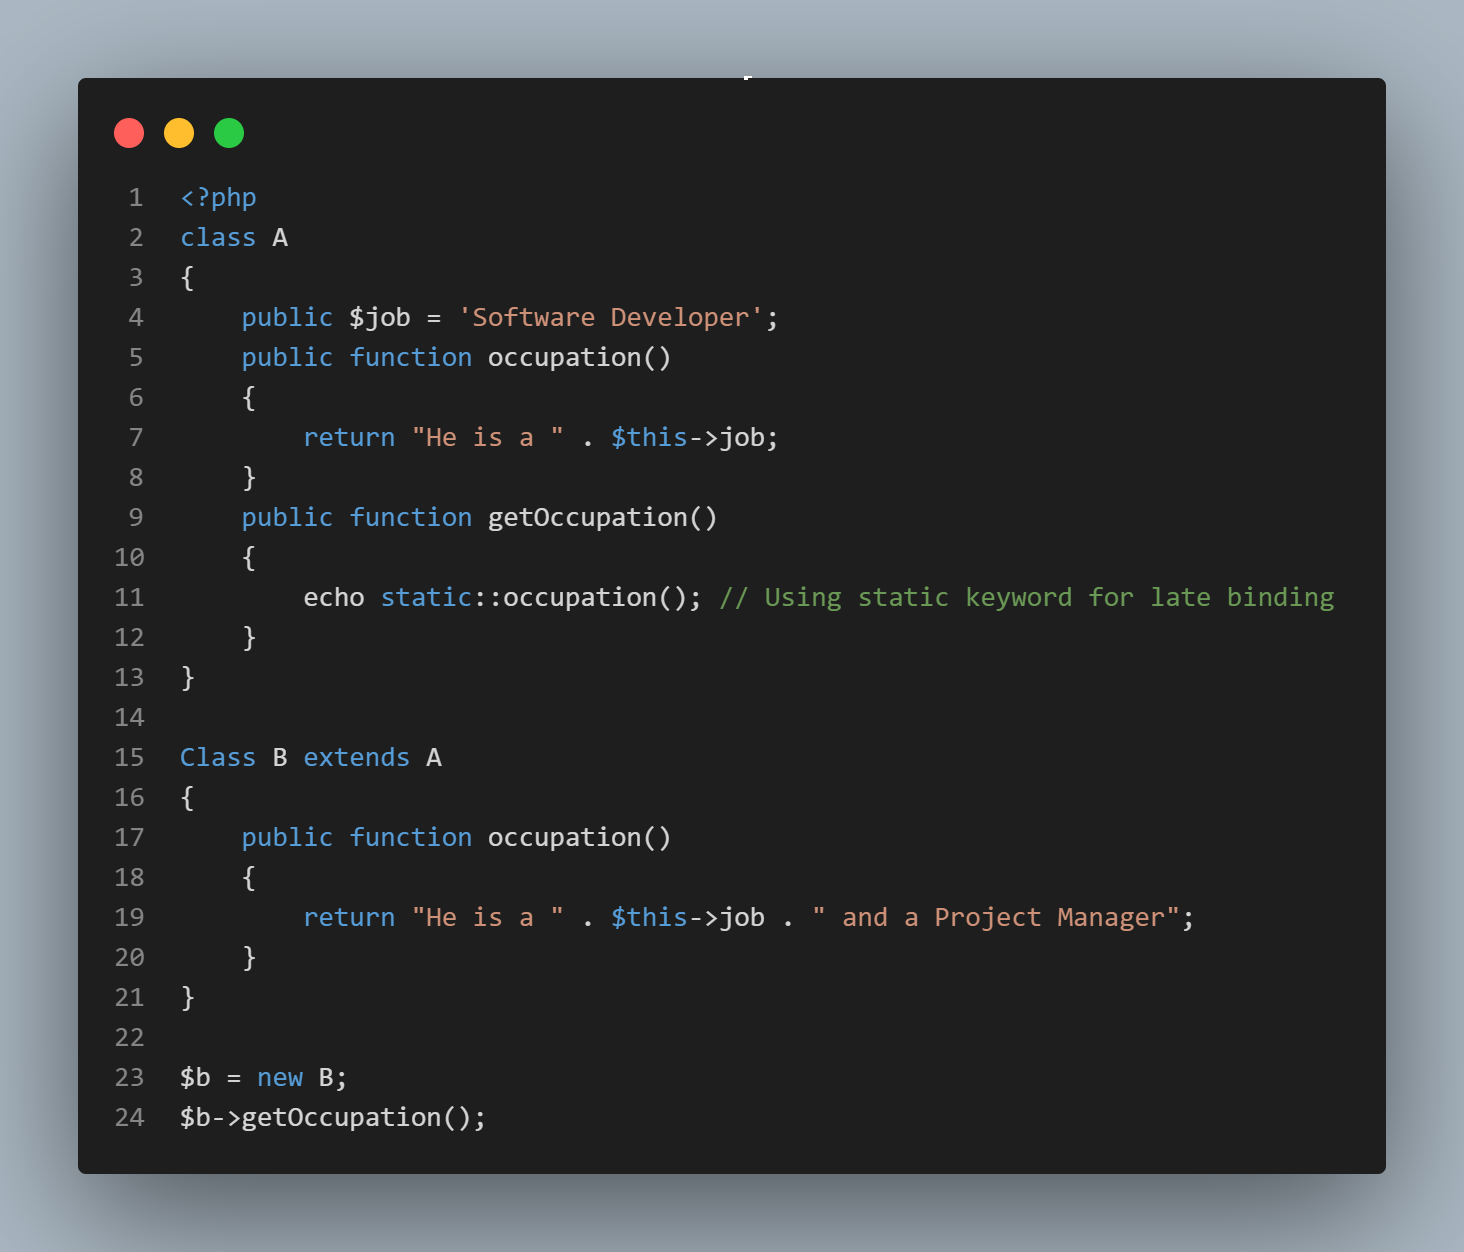 1 <?php
2 class A
3 {
4     public $job = 'Software Developer';
5     public function occupation()
6     {
7         return "He is a " . $this->job;
8     }
9     public function getOccupation()
10     {
11         echo static::occupation(); // Using static keyword for late binding
12     }
13 }
14
15 Class B extends A
16 {
17     public function occupation()
18     {
19         return "He is a " . $this->job . " and a Project Manager";
20     }
21 }
22
23 $b = new B;
24 $b->getOccupation();